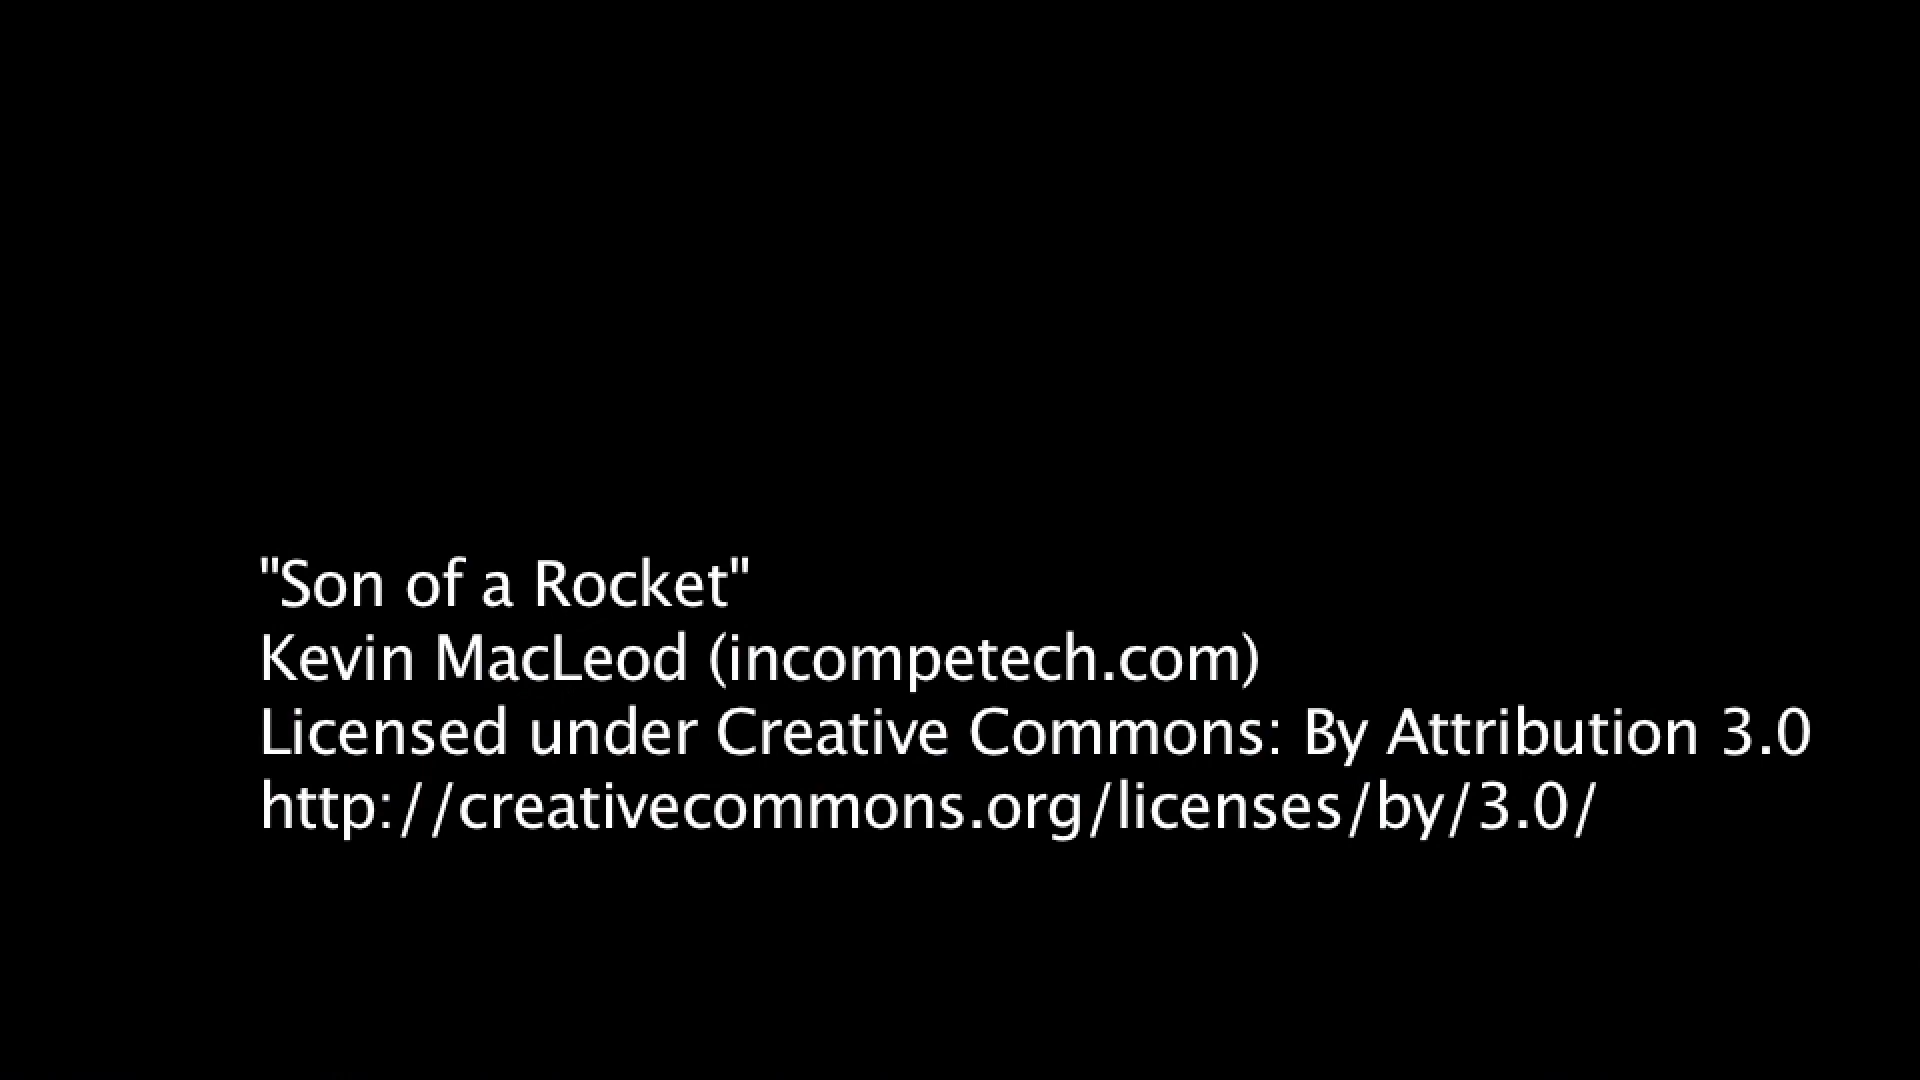 "Son of a Rocket"
Kevin MacLeod (incompetech.com)
Licensed under Creative Commons: By Attribution 3.0
http://creativecommons.org/licenses/by/3.0/